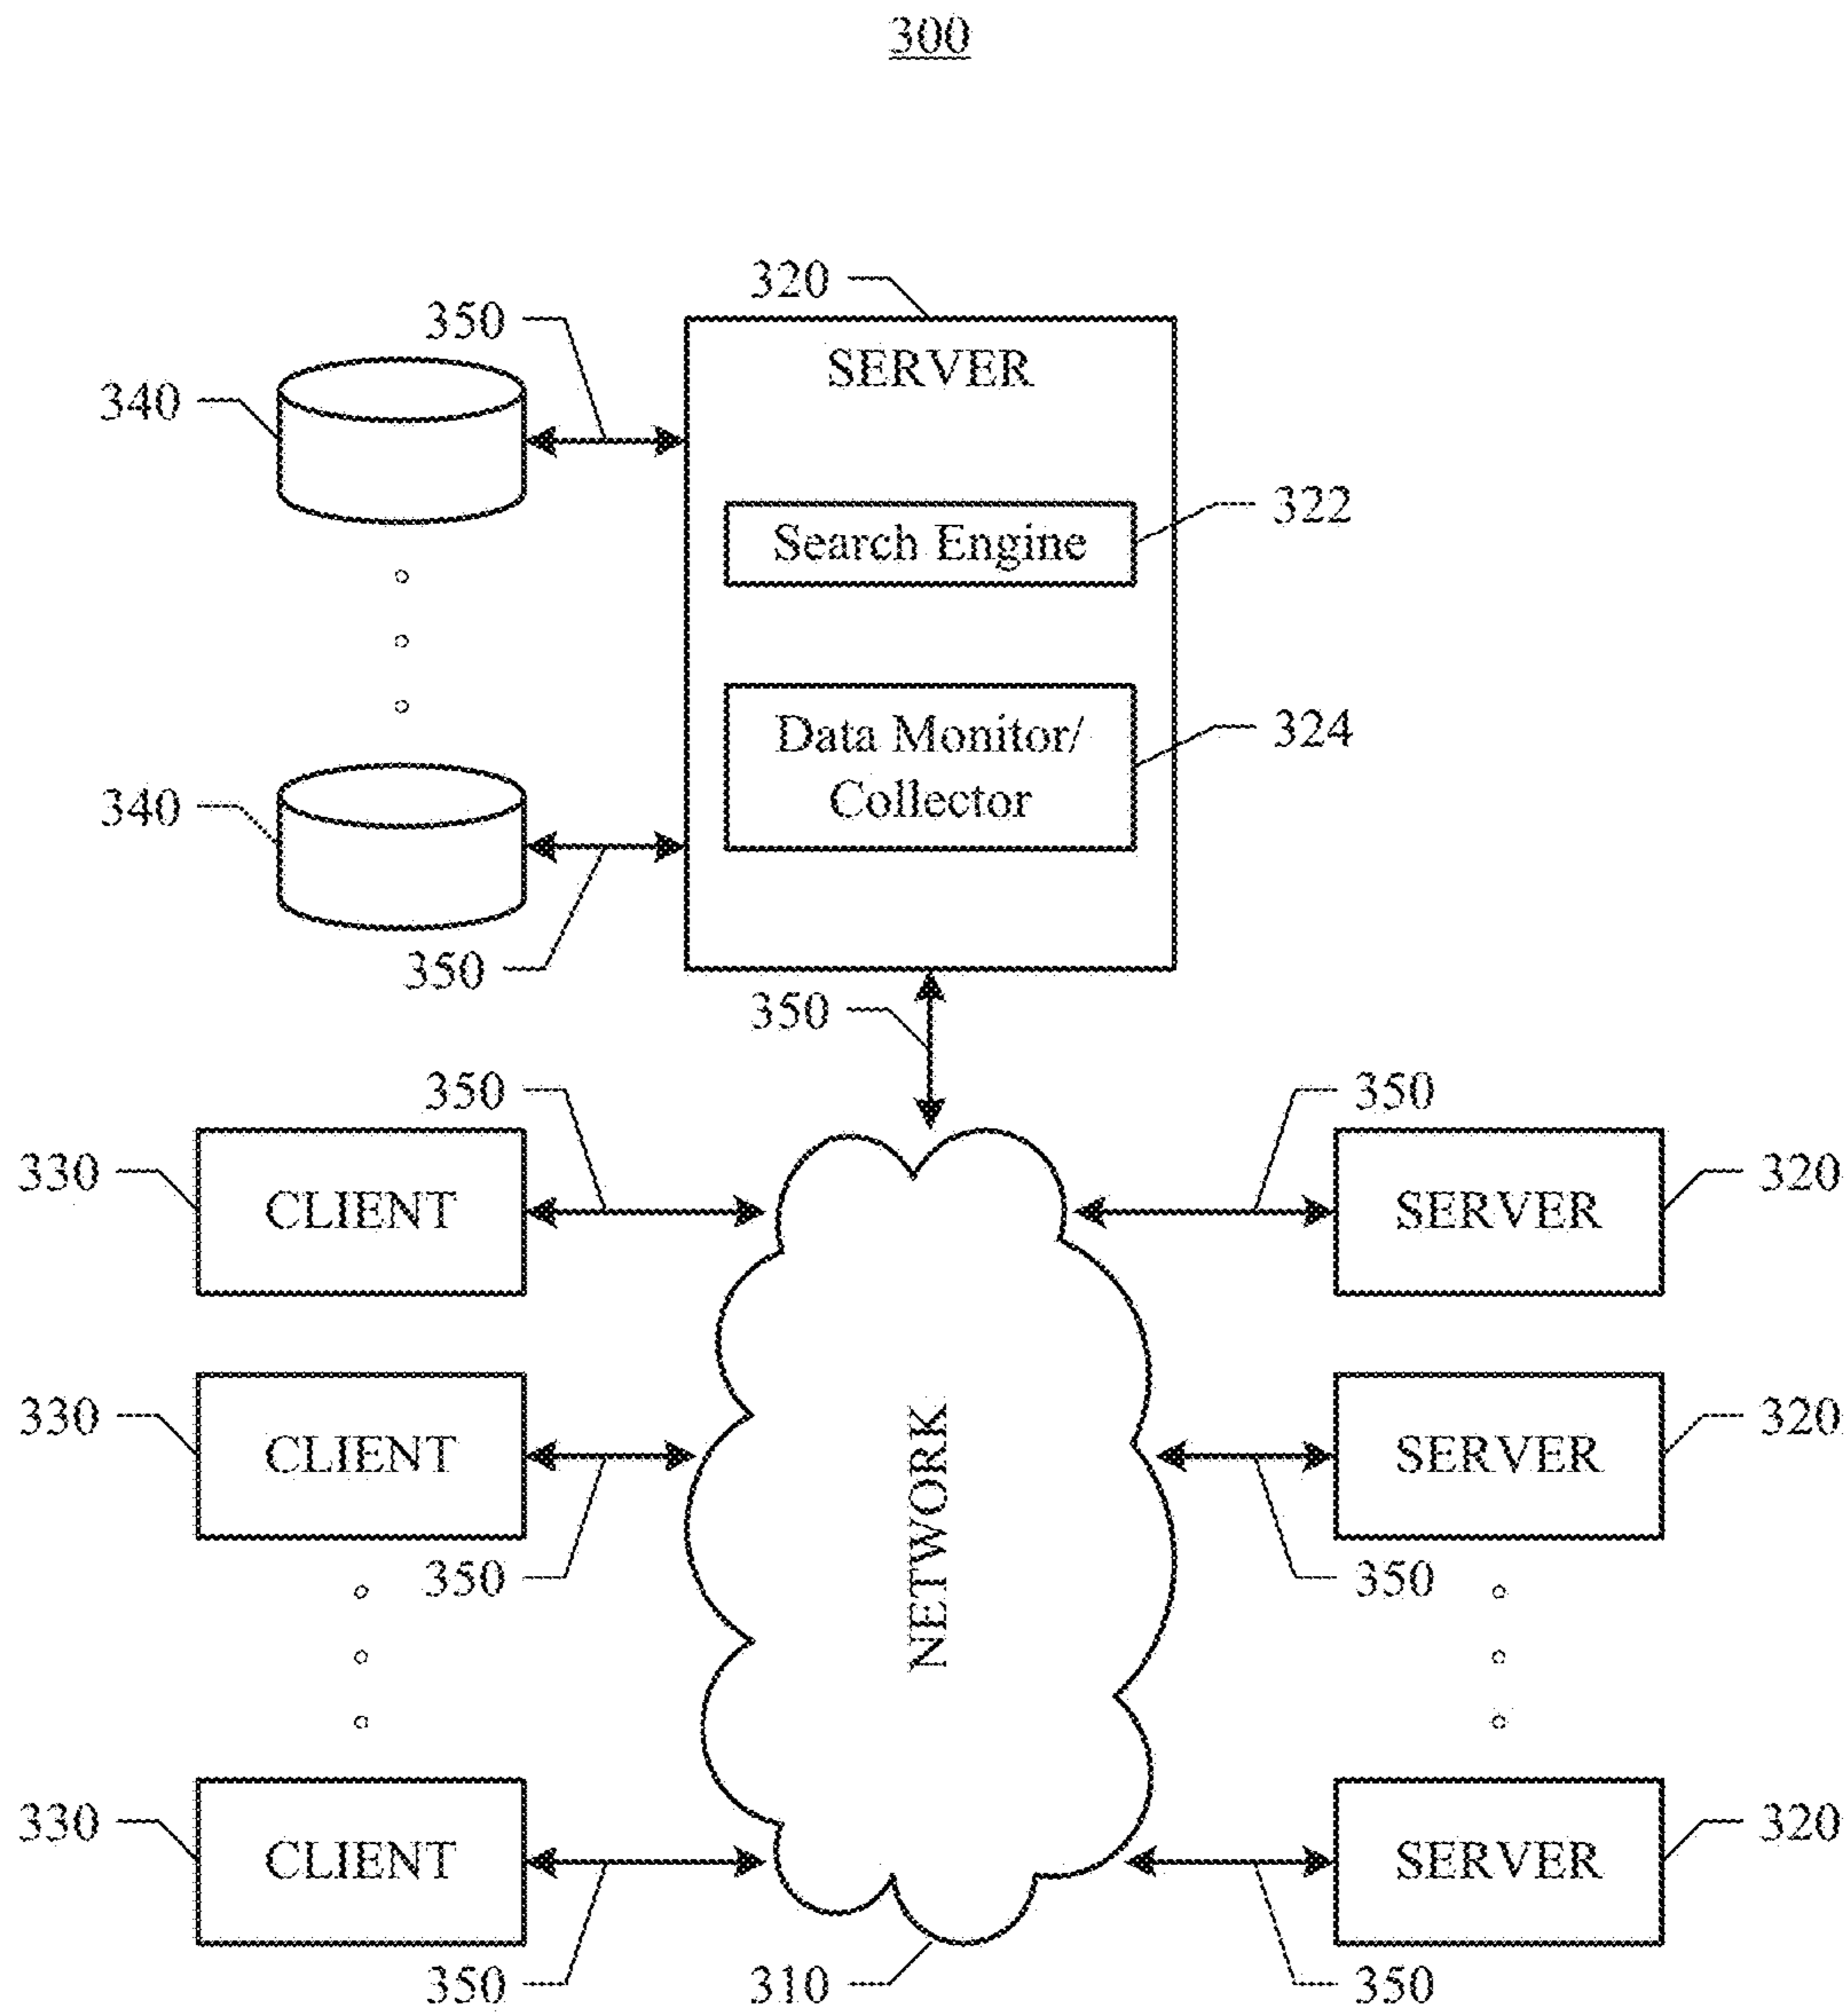 300
320
350
SERVER
340
322
Search Engine
324
Data Monitor/
Collector
340
350
350
350
350
330
CLIENT
SERVER
320
330
CLIENT
NETWORK
SERVER
320
350
350
330
CLIENT
SERVER
320
350
310
350